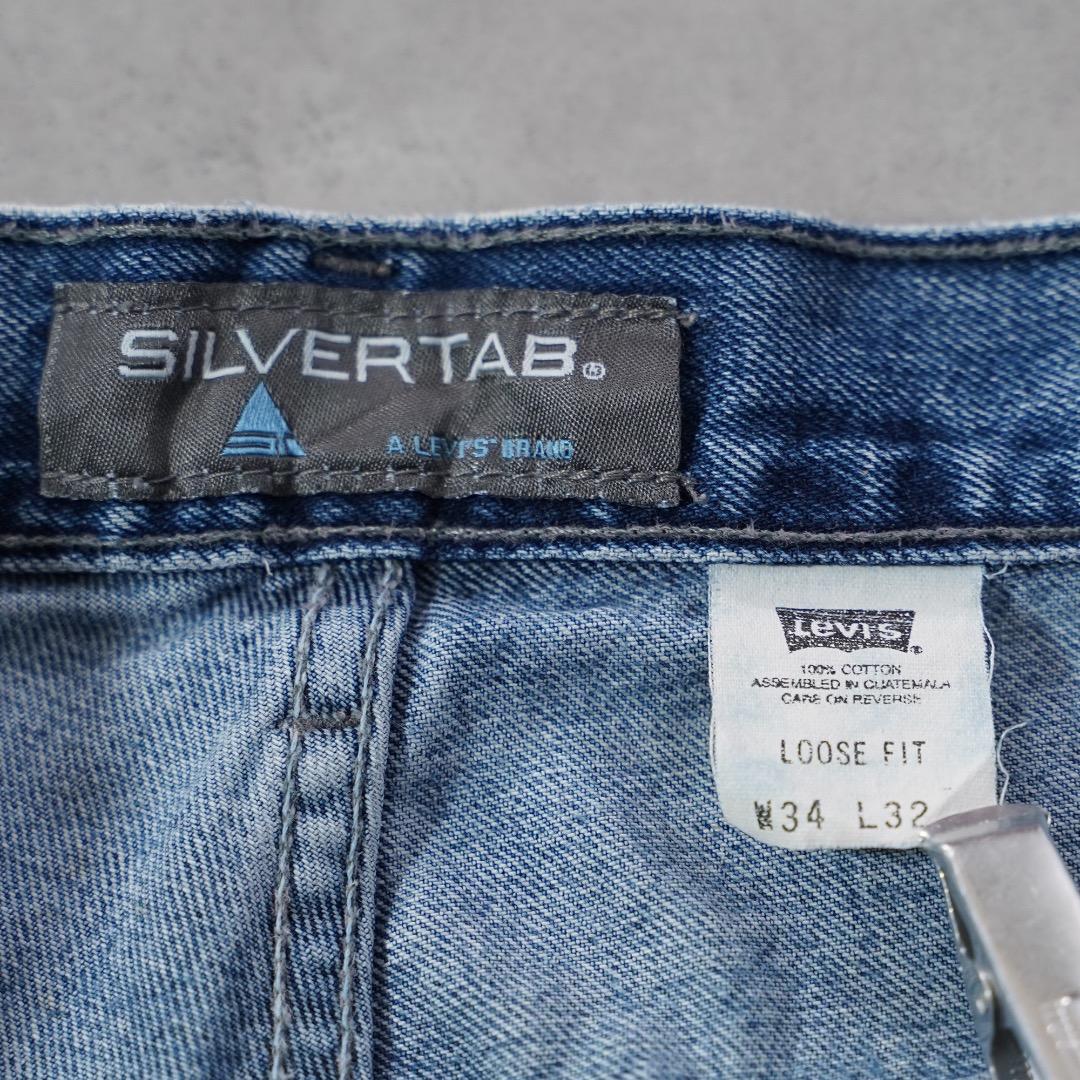 SILVERTAB®
A LEVI'S® BRAND
LEVI'S®
100% COTTON
ASSEMBLED IN GUATEMALA
CARE ON REVERSE
LOOSE FIT
W34 L32